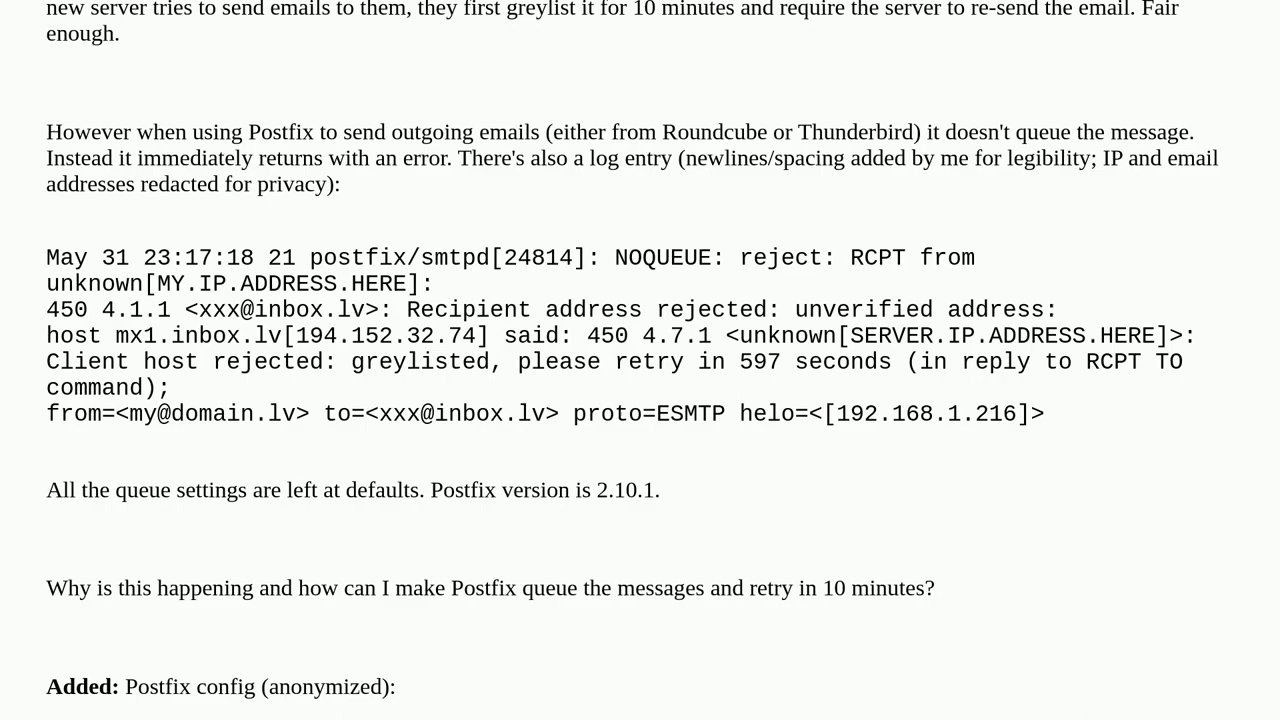 new server tries to send emails to them, they first greylist it for 10 minutes and require the server to re-send the email. Fair
enough.
However when using Postfix to send outgoing emails (either from Roundcube or Thunderbird) it doesn't queue the message.
Instead it immediately returns with an error. There's also a log entry (newlines/spacing added by me for legibility; IP and email
addresses redacted for privacy):
May 31 23:17:18 21 postfix/smtpd[24814]: NOQUEUE: reject: RCPT from
unknown[MY.IP.ADDRESS.HERE]:
450 4.1.1 <xxx@inbox.lv>: Recipient address rejected: unverified address:
host mx1.inbox.lv[194.152.32.74] said: 450 4.7.1 <unknown[SERVER.IP.ADDRESS.HERE]>:
Client host rejected: greylisted, please retry in 597 seconds (in reply to RCPT TO
command);
from=<my@domain.lv> to=<xxx@inbox.lv> proto=ESMTP helo=<[192.168.1.216]>
All the queue settings are left at defaults. Postfix version is 2.10.1.
Why is this happening and how can I make Postfix queue the messages and retry in 10 minutes?
Added: Postfix config (anonymized):